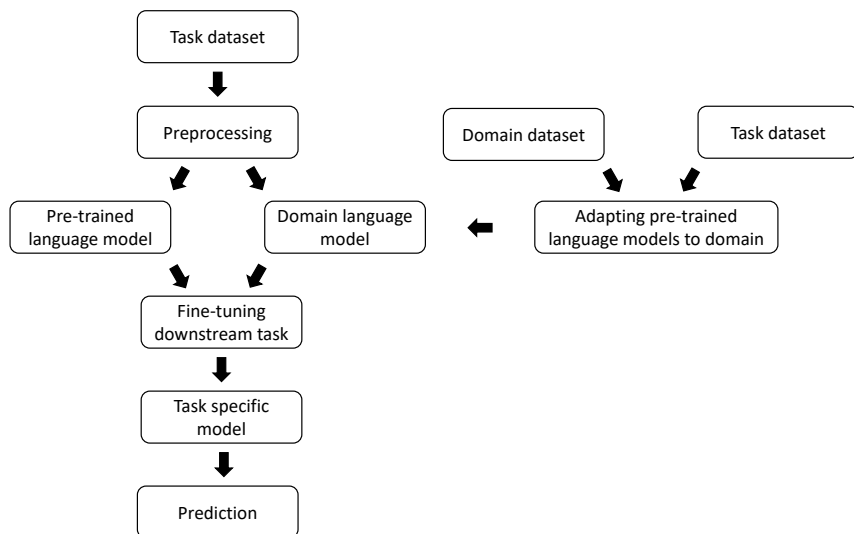 Task dataset
Preprocessing
Domain dataset
Task dataset
Pre-trained
language model
Domain language
model
Adapting pre-trained
language models to domain
Fine-tuning
downstream task
Task specific
model
Prediction